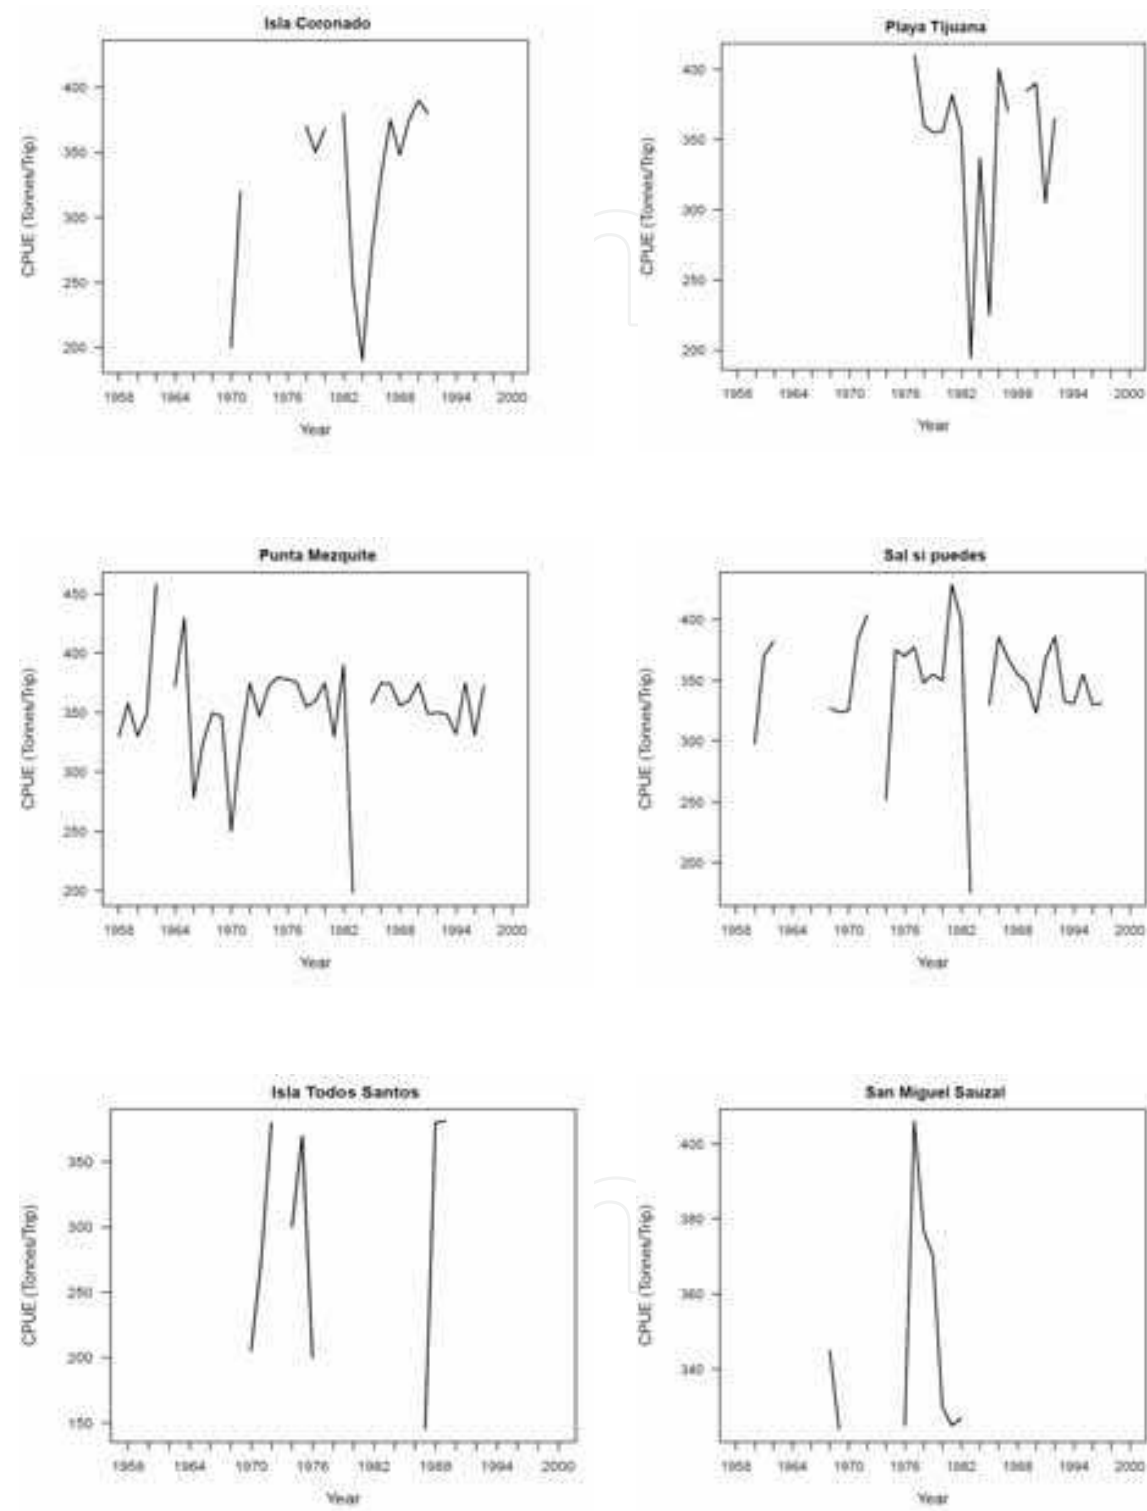 Isla Coronado
CPUE (Tonnes/Trip)
400
350
300
250
200
1958 1964 1970 1976 1982 1988 1994 2000
Year
Playa Tijuana
CPUE (Tonnes/Trip)
400
350
300
250
200
1958 1964 1970 1976 1982 1988 1994 2000
Year
Punta Mezquite
CPUE (Tonnes/Trip)
450
400
350
300
250
200
1958 1964 1970 1976 1982 1988 1994 2000
Year
Sal si puedes
CPUE (Tonnes/Trip)
400
350
300
250
200
1958 1964 1970 1976 1982 1988 1994 2000
Year
Isla Todos Santos
CPUE (Tonnes/Trip)
350
300
250
200
150
1958 1964 1970 1976 1982 1988 1994 2000
Year
San Miguel Sauzal
CPUE (Tonnes/Trip)
400
380
360
340
1958 1964 1970 1976 1982 1988 1994 2000
Year